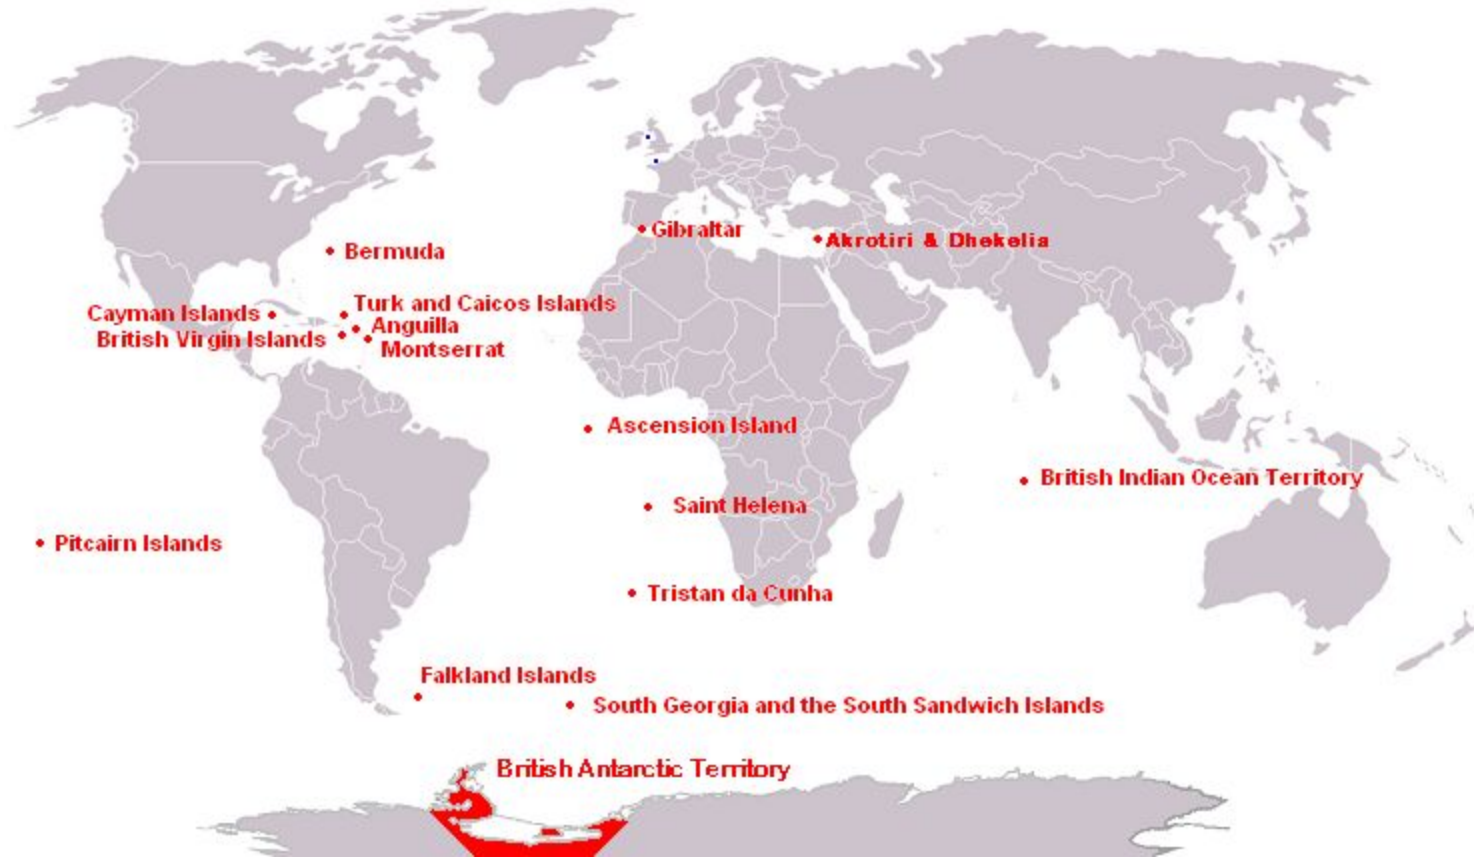 Gibraltar
Akrotiri & Dhekelia
Bermuda
Turk and Caicos Islands
Cayman Islands
Anguilla
British Virgin Islands
Montserrat
Ascension Island
British Indian Ocean Territory
Saint Helena
Pitcairn Islands
Tristan da Cunha
Falkland Islands
South Georgia and the South Sandwich Islands
British Antarctic Territory